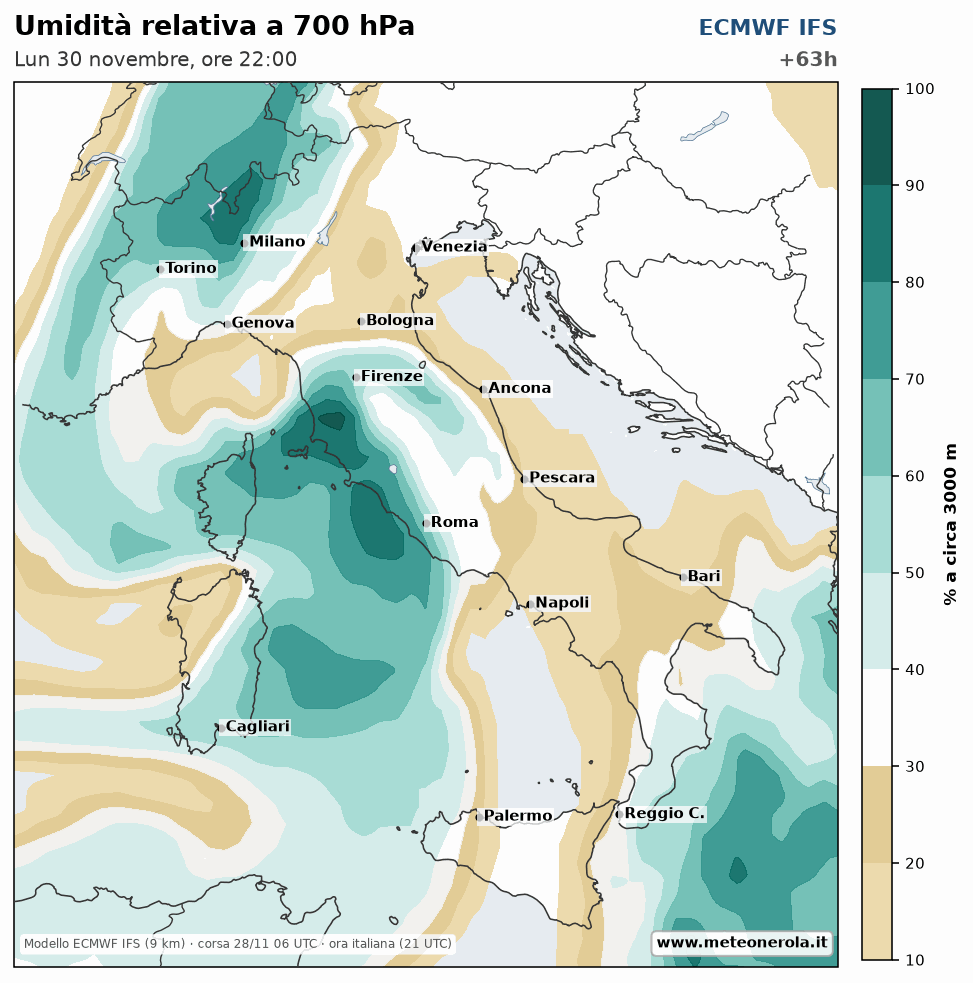 Umidità relativa a 700 hPa
ECMWF IFS
Lun 30 novembre, ore 22:00
+63h
100
90
80
70
60
50
40
30
20
10
% a circa 3000 m
Milano
Venezia
Torino
Genova
Bologna
Firenze
Ancona
Pescara
Roma
Bari
Napoli
Cagliari
Palermo
Reggio C.
Modello ECMWF IFS (9 km) · corsa 28/11 06 UTC · ora italiana (21 UTC)
www.meteonerola.it